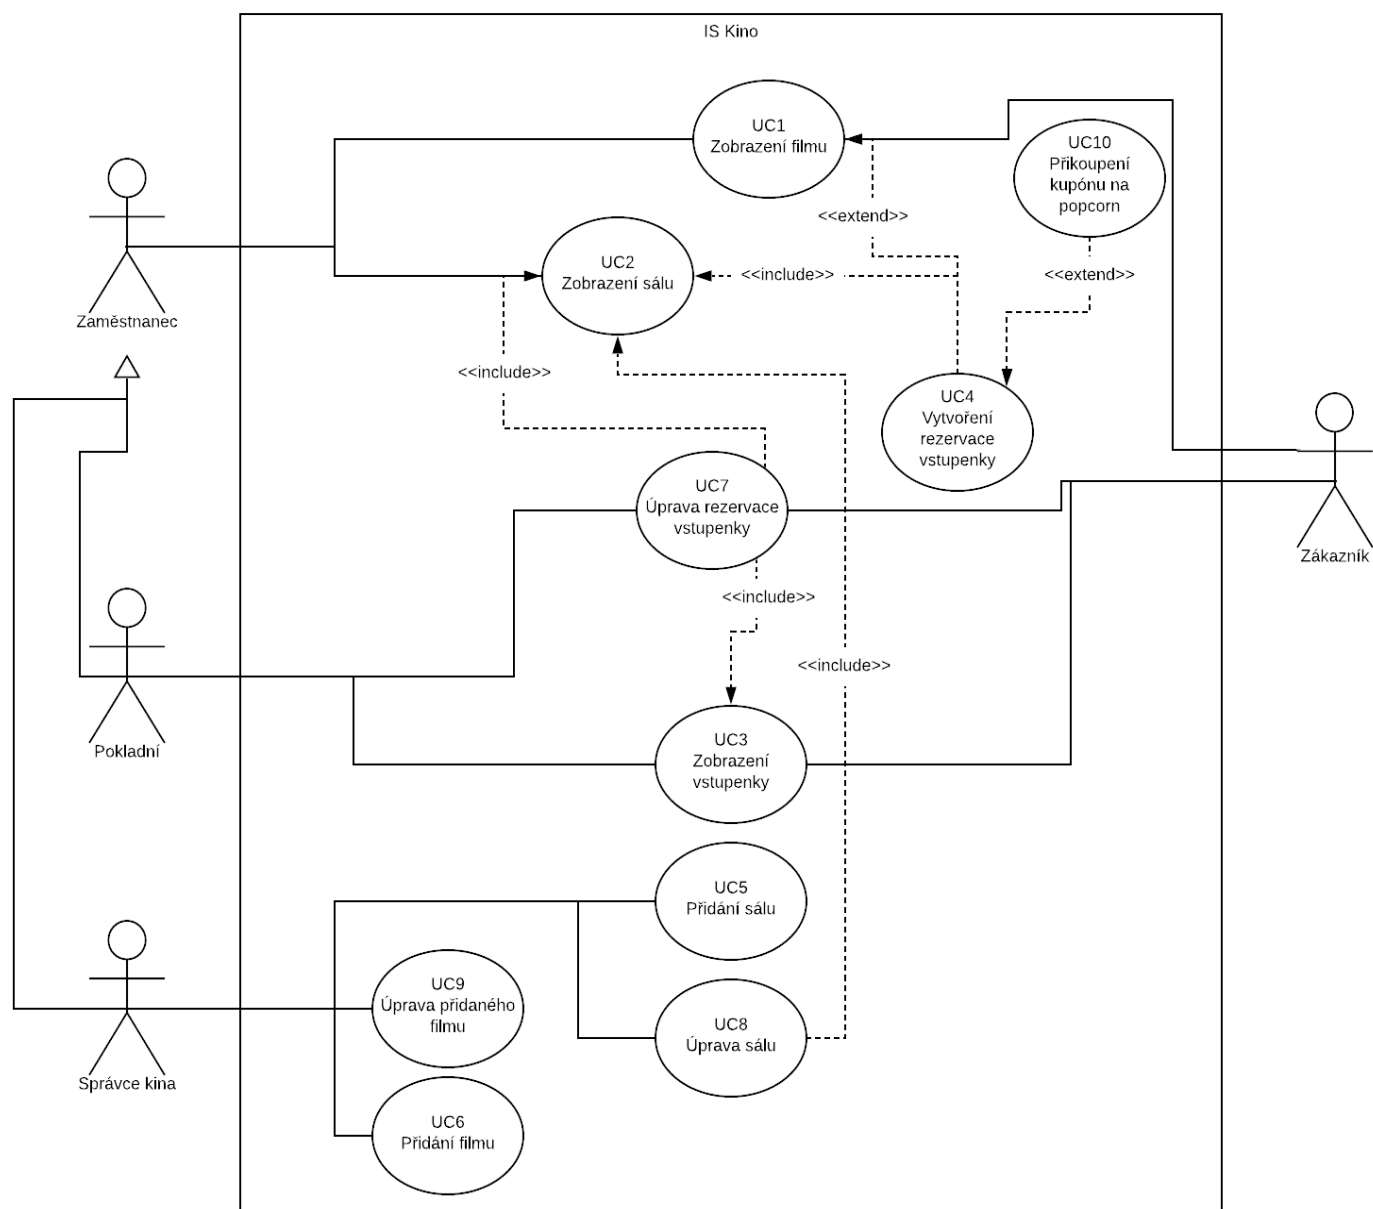 IS Kino
UC1
Zobrazení filmu
UC10
Přikoupení
kupónu na
popcorn
<<extend>>
UC2
Zobrazení sálu
<<include>>
<<extend>>
Zaměstnanec
<<include>>
UC4
Vytvoření
rezervace
vstupenky
UC7
Úprava rezervace
vstupenky
Zákazník
<<include>>
<<include>>
Pokladní
UC3
Zobrazení
vstupenky
UC5
Přidání sálu
UC9
Úprava přidaného
filmu
UC8
Úprava sálu
Správce kina
UC6
Přidání filmu